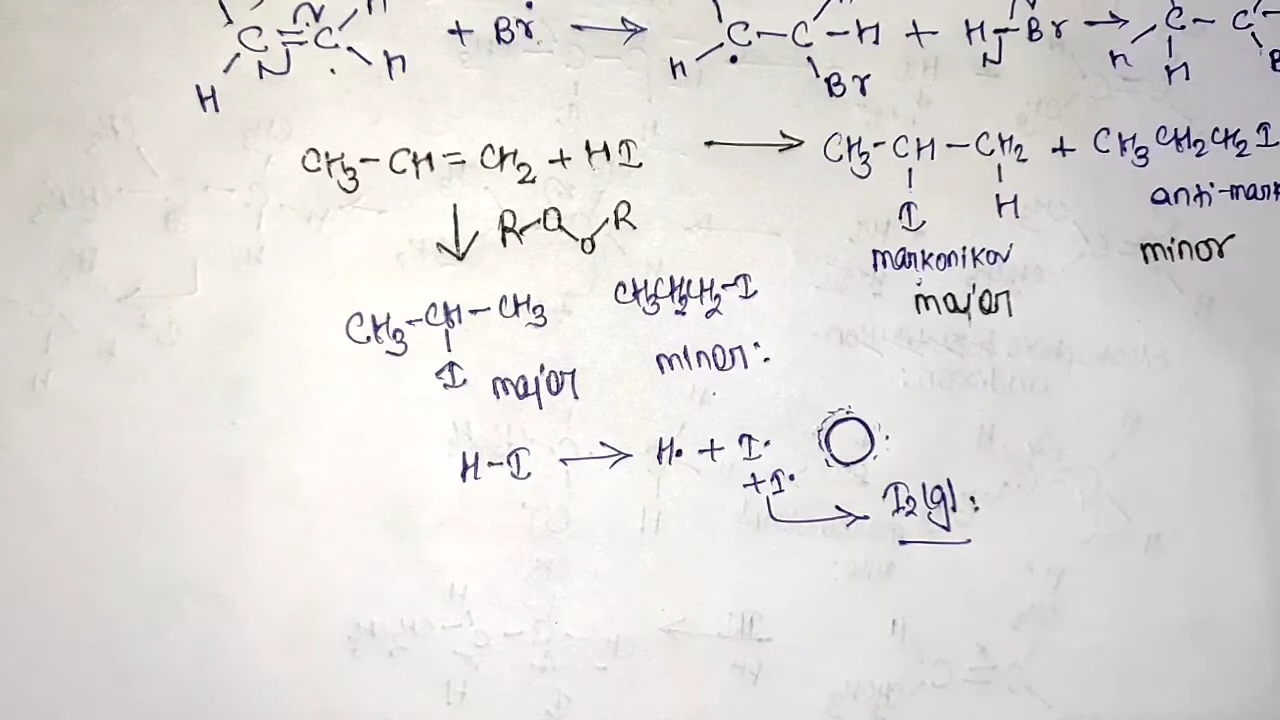 C=C + Br• ⟶ •C-C-H + H-Br → C-C
H H H Br H H B
CH3-CH=CH2 + HI ⟶ CH3-CH-CH2 + CH3CH2CH2I
I H
anti-mark
markonikov minor
major
↓ R-O-O-R
CH3-CH-CH3 CH3CH2CH2-I
I major minor:
H-I ⟶ H• + I•
+I•
⟶ I2(g):